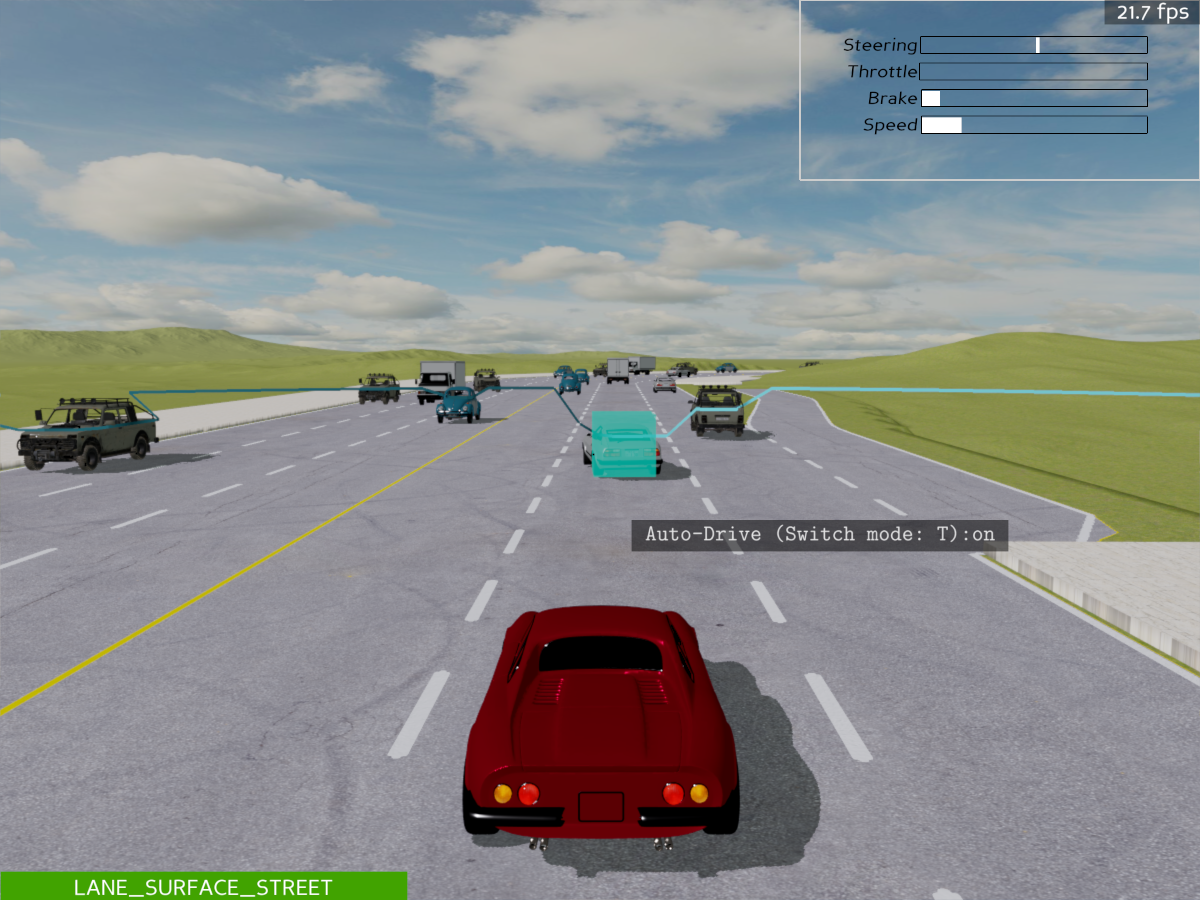 21.7 fps
Steering
Throttle
Brake
Speed
Auto-Drive (Switch mode: T):on
LANE_SURFACE_STREET